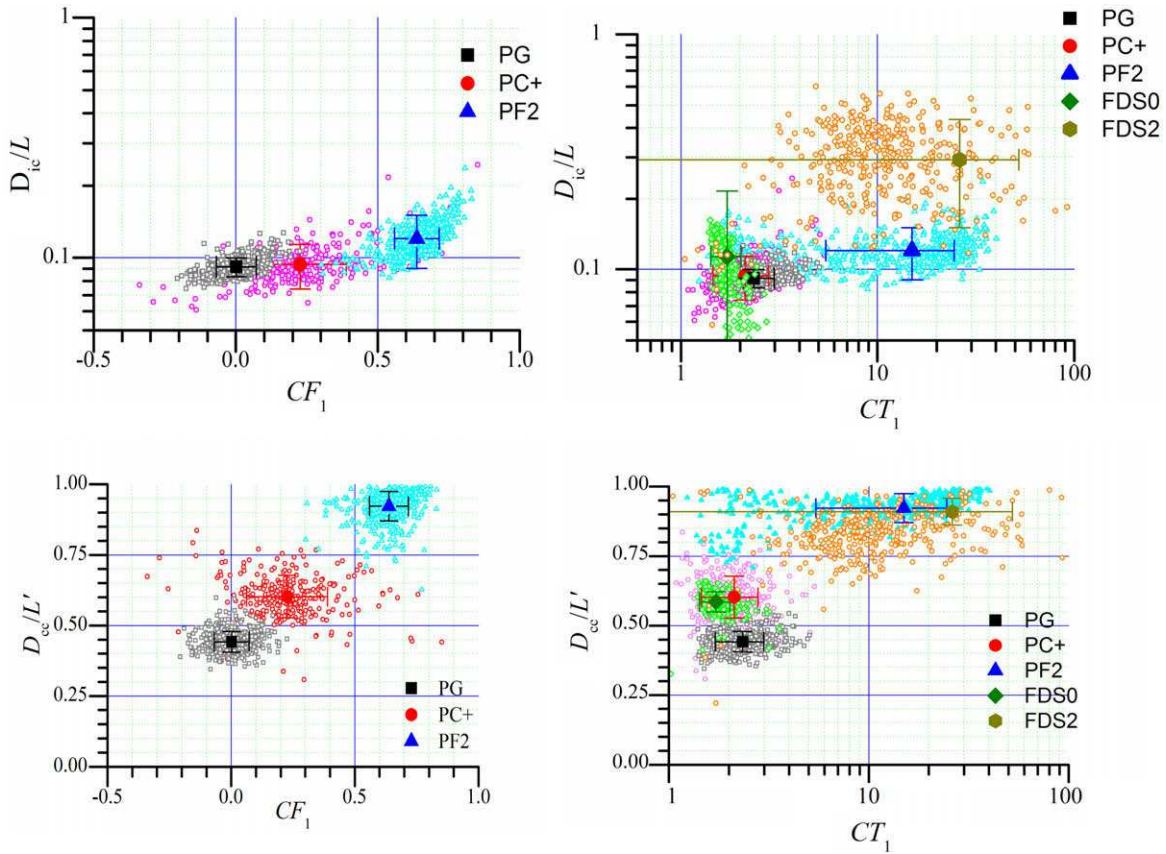 1
0.1
-0.5 0.0 0.5 1.0
D_ic/L
CF_1
PG
PC+
PF2
1
0.1
1 10 100
D_ic/L
CT_1
PG
PC+
PF2
FDS0
FDS2
1.00
0.75
0.50
0.25
0.00
-0.5 0.0 0.5 1.0
D_cc/L'
CF_1
PG
PC+
PF2
1.00
0.75
0.50
0.25
0.00
1 10 100
D_cc/L'
CT_1
PG
PC+
PF2
FDS0
FDS2